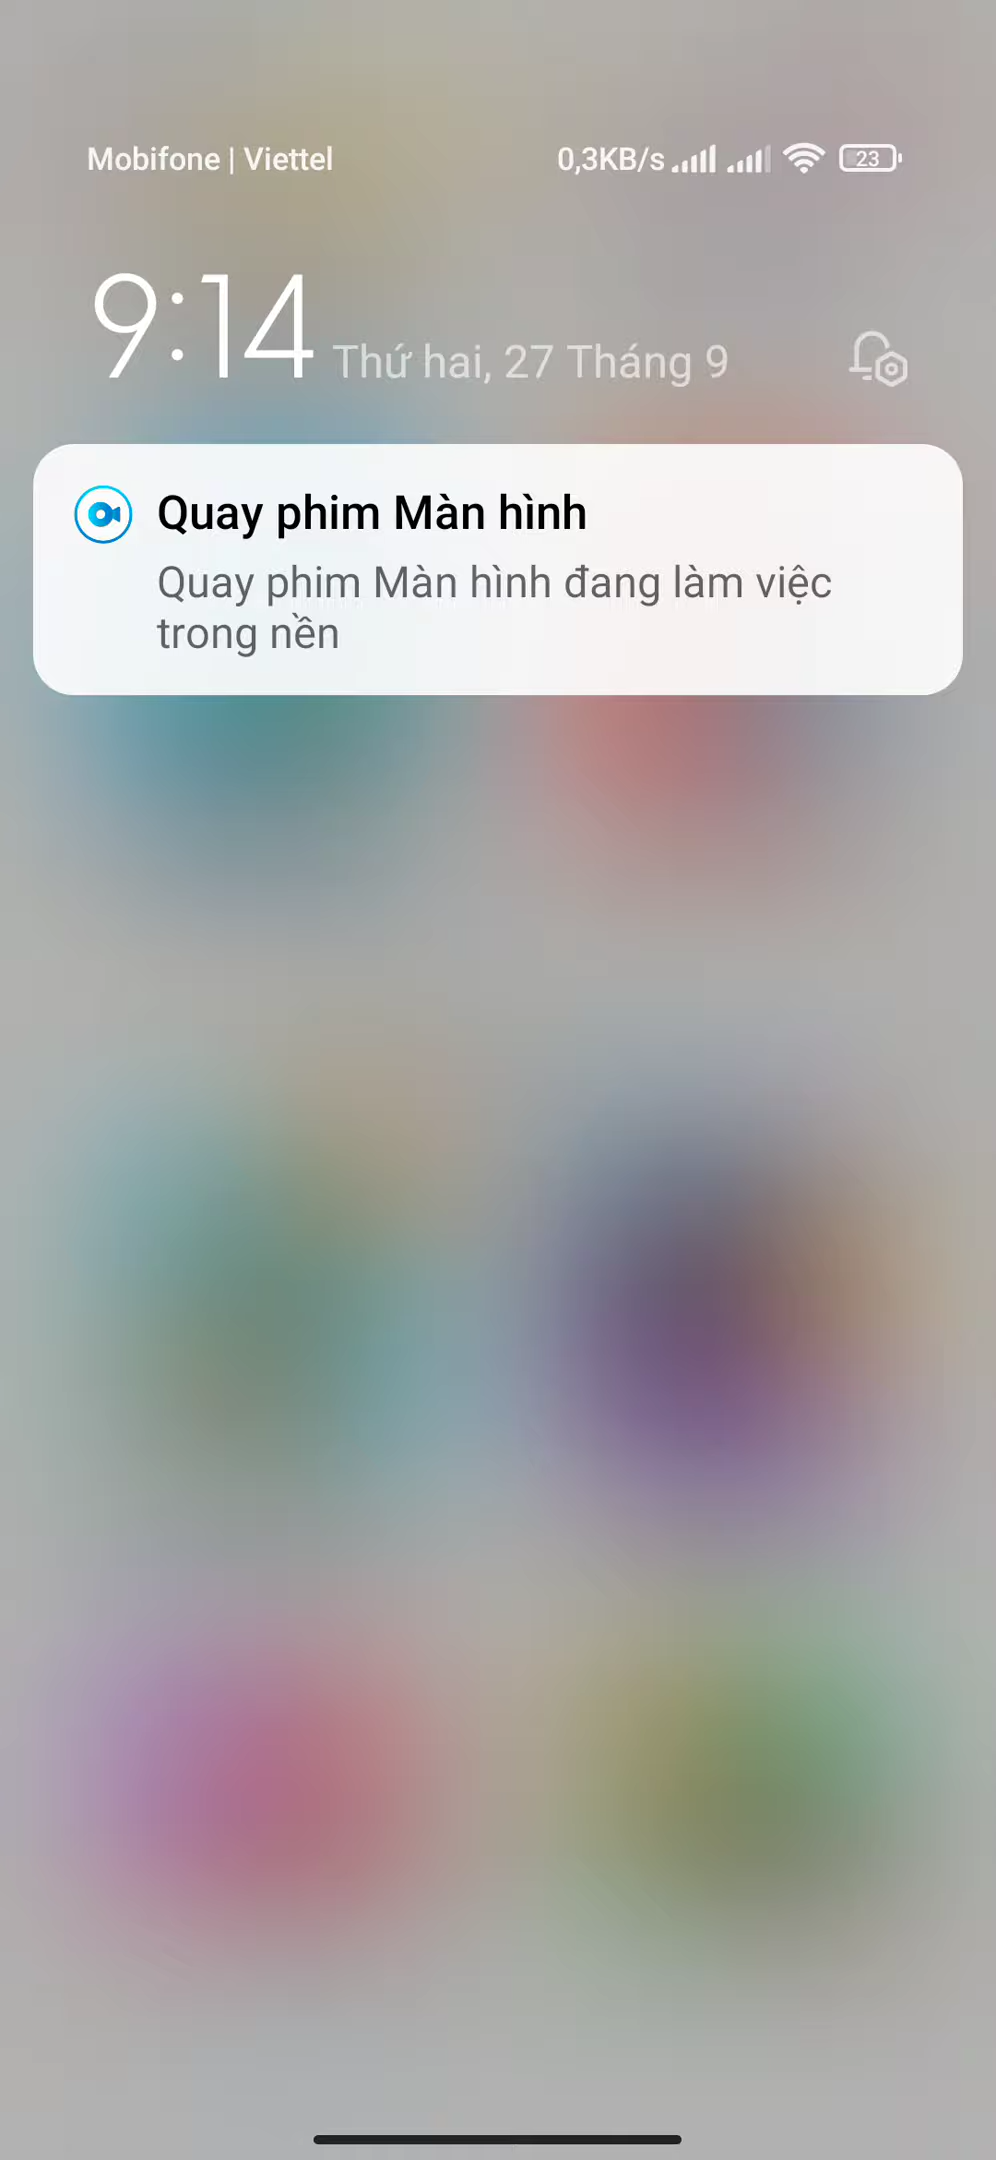 Mobifone | Viettel 0,3KB/s 23
9:14 Thứ hai, 27 Tháng 9
Quay phim Màn hình
Quay phim Màn hình đang làm việc
trong nền